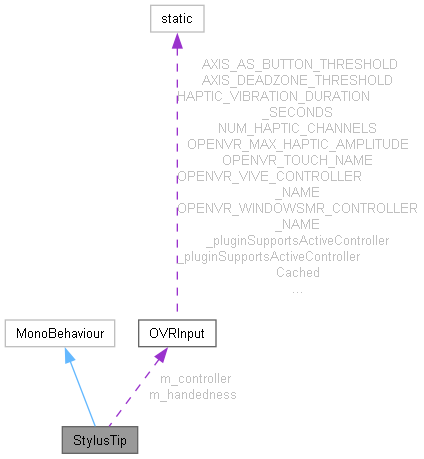 static
AXIS_AS_BUTTON_THRESHOLD
AXIS_DEADZONE_THRESHOLD
HAPTIC_VIBRATION_DURATION
_SECONDS
NUM_HAPTIC_CHANNELS
OPENVR_MAX_HAPTIC_AMPLITUDE
OPENVR_TOUCH_NAME
OPENVR_VIVE_CONTROLLER
_NAME
OPENVR_WINDOWSMR_CONTROLLER
_NAME
_pluginSupportsActiveController
_pluginSupportsActiveController
Cached
...
MonoBehaviour
OVRInput
m_controller
m_handedness
StylusTip